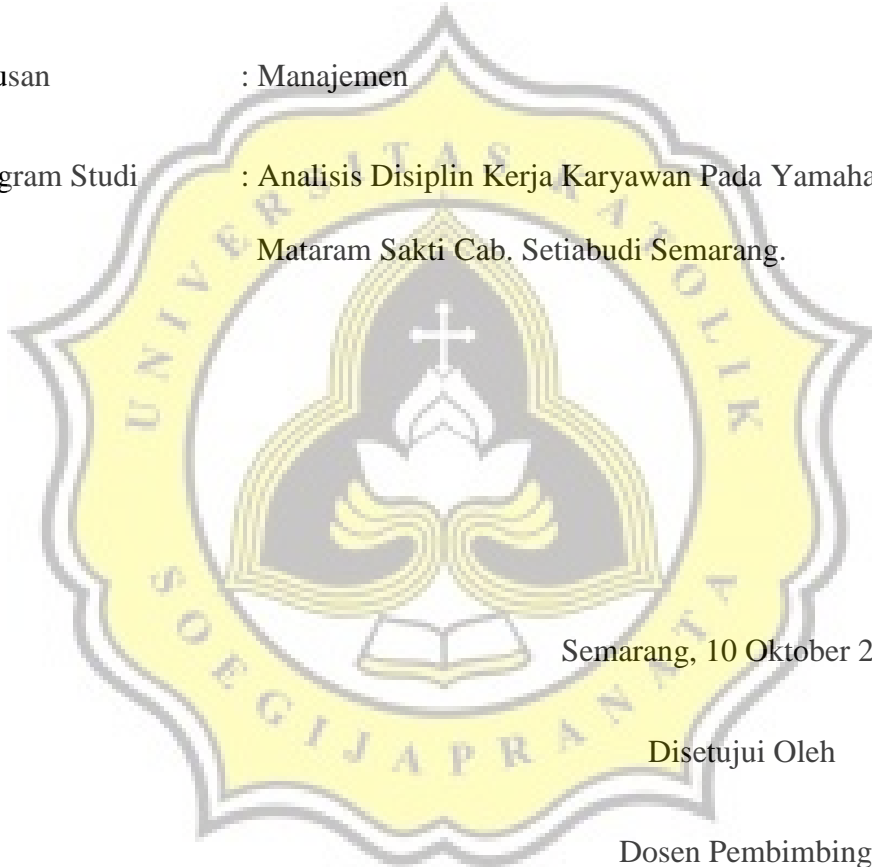 usan : Manajemen
gram Studi : Analisis Disiplin Kerja Karyawan Pada Yamaha
Mataram Sakti Cab. Setiabudi Semarang.
UNIVERSITAS KATOLIK
SOEGIJAPRANATA
Semarang, 10 Oktober 2
Disetujui Oleh
Dosen Pembimbing